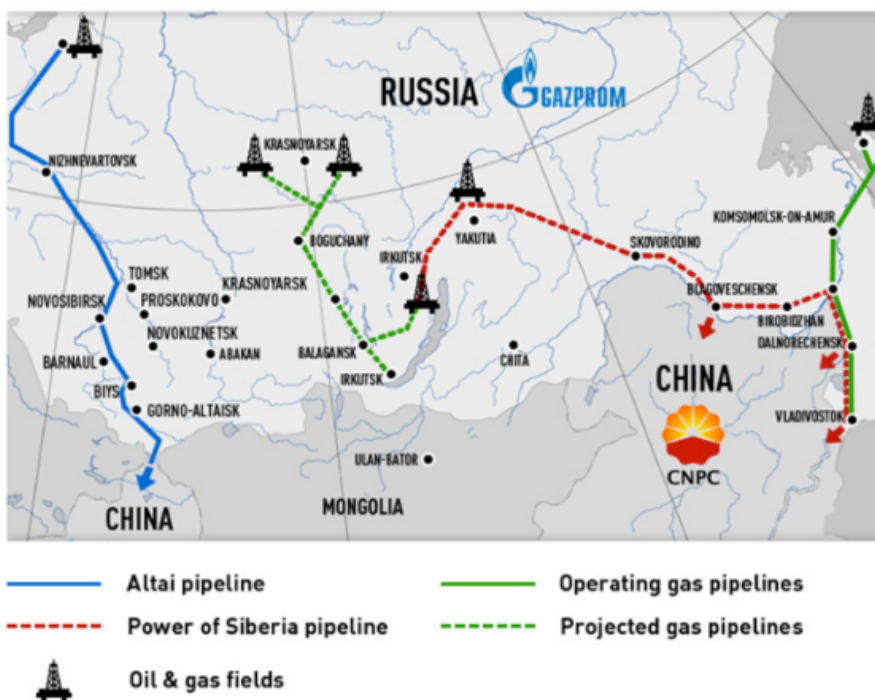 RUSSIA
GAZPROM
KRASNOYARSK
NIZHNEVARTOVSK
KOMSOMOLSK-ON-AMUR
YAKUTIA
BOGUCHANY
SKOVORODINO
IRKUTSK
TOMSK
KRASNOYARSK
BLAGOVESCHENSK
NOVOSIBIRSK
PROSKOKOVO
BIROBIDZHAN
NOVOKUZNETSK
DALNORECHENSK
BARNAUL
ABAKAN
BALAGANSK
CHITA
IRKUTSK
CHINA
BIYS
GORNO-ALTAISK
VLADIVOSTOK
ULAN-BATOR
CNPC
CHINA
MONGOLIA
Altai pipeline
Operating gas pipelines
Power of Siberia pipeline
Projected gas pipelines
Oil & gas fields